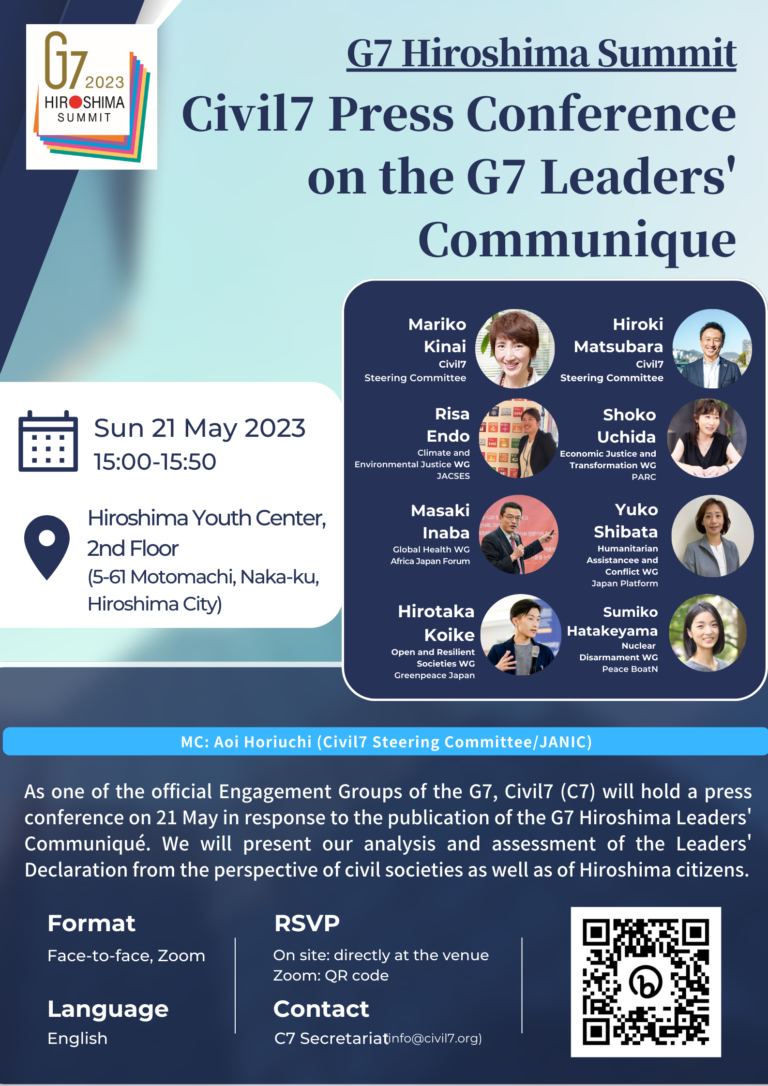 G7 2023
HIROSHIMA
SUMMIT
G7 Hiroshima Summit
Civil7 Press Conference
on the G7 Leaders'
Communique
Sun 21 May 2023
15:00-15:50
Hiroshima Youth Center,
2nd Floor
(5-61 Motomachi, Naka-ku,
Hiroshima City)
Mariko
Kinai
Civil7
Steering Committee
Hiroki
Matsubara
Civil7
Steering Committee
Risa
Endo
Climate and
Environmental Justice WG
JACSES
Shoko
Uchida
Economic Justice and
Transformation WG
PARC
Masaki
Inaba
Global Health WG
Africa Japan Forum
Yuko
Shibata
Humanitarian
Assistancee and
Conflict WG
Japan Platform
Hirotaka
Koike
Open and Resilient
Societies WG
Greenpeace Japan
Sumiko
Hatakeyama
Nuclear
Disarmament WG
Peace BoatN
MC: Aoi Horiuchi (Civil7 Steering Committee/JANIC)
As one of the official Engagement Groups of the G7, Civil7 (C7) will hold a press
conference on 21 May in response to the publication of the G7 Hiroshima Leaders'
Communiqué. We will present our analysis and assessment of the Leaders'
Declaration from the perspective of civil societies as well as of Hiroshima citizens.
Format
Face-to-face, Zoom
Language
English
RSVP
On site: directly at the venue
Zoom: QR code
Contact
C7 Secretariat(info@civil7.org)